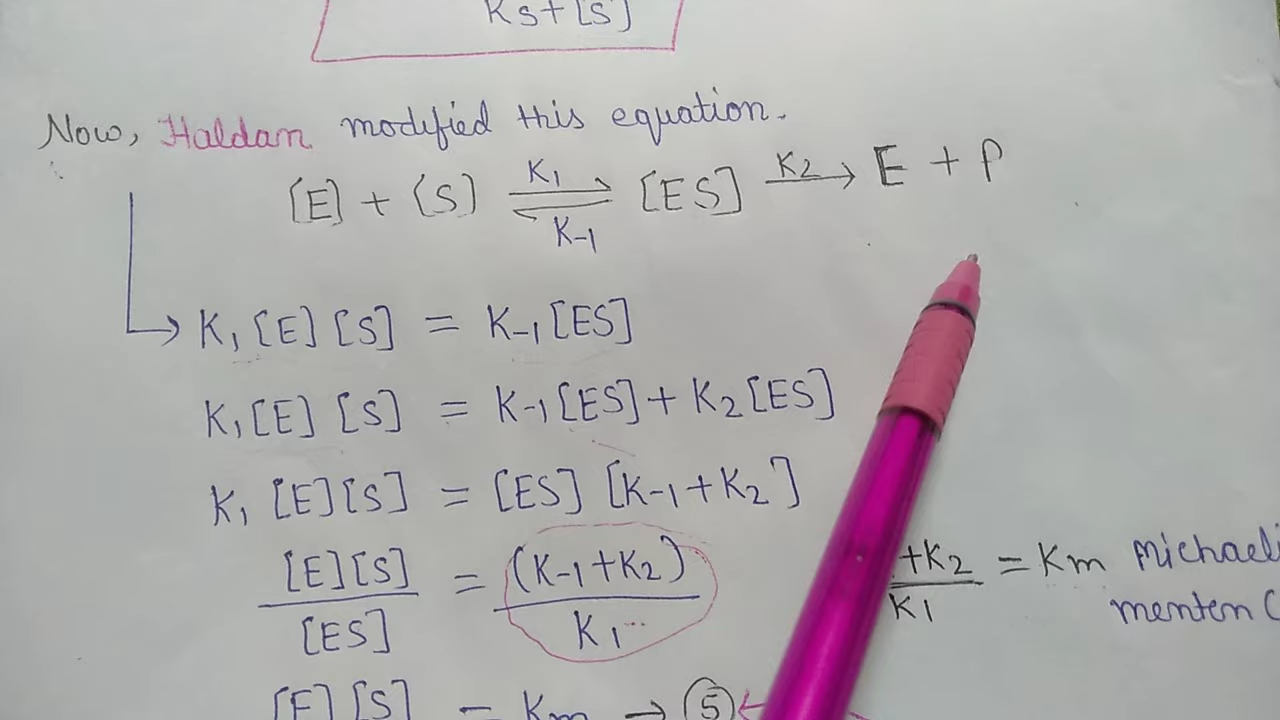 Ks+[S]
Now, Haldam modified this equation.
[E] + (S) ⇌ [ES] → E + P
K1 K2
K-1
K1 [E] [S] = K-1 [ES]
K1 [E] [S] = K-1 [ES] + K2 [ES]
K1 [E] [S] = [ES] [K-1 + K2]
[E] [S] / [ES] = (K-1 + K2) / K1
+K2 / K1 = Km Michaeli
menten C
[E] [S] = Km → 5